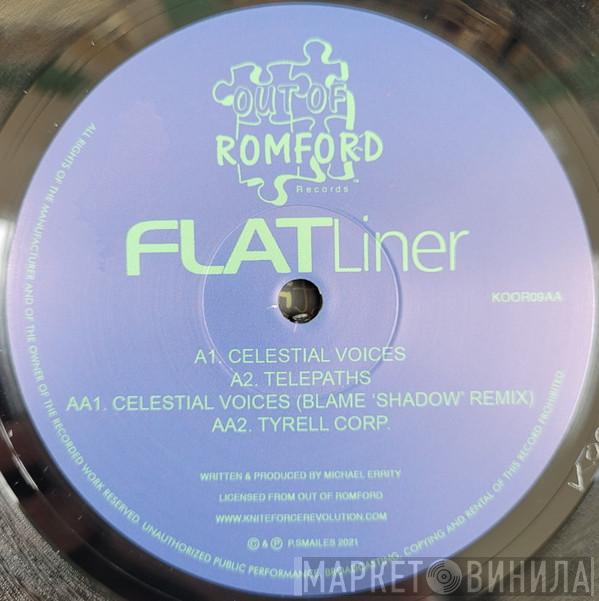 OUT OF
ROMFORD
Records
TM
FLATLiner
KOOR09AA
A1. CELESTIAL VOICES
A2. TELEPATHS
AA1. CELESTIAL VOICES (BLAME ‘SHADOW’ REMIX)
AA2. TYRELL CORP.
WRITTEN & PRODUCED BY MICHAEL ERRITY
LICENSED FROM OUT OF ROMFORD
WWW.KNITEFORCEREVOLUTION.COM
© & ℗ P.SMAILES 2021
ALL RIGHTS OF THE MANUFACTURER AND OF THE OWNER OF THE RECORDED WORK RESERVED. UNAUTHORIZED PUBLIC PERFORMANCE, BROADCASTING, COPYING AND RENTAL OF THIS RECORD PROHIBITED.
МАРКЕТ ВИНИЛА